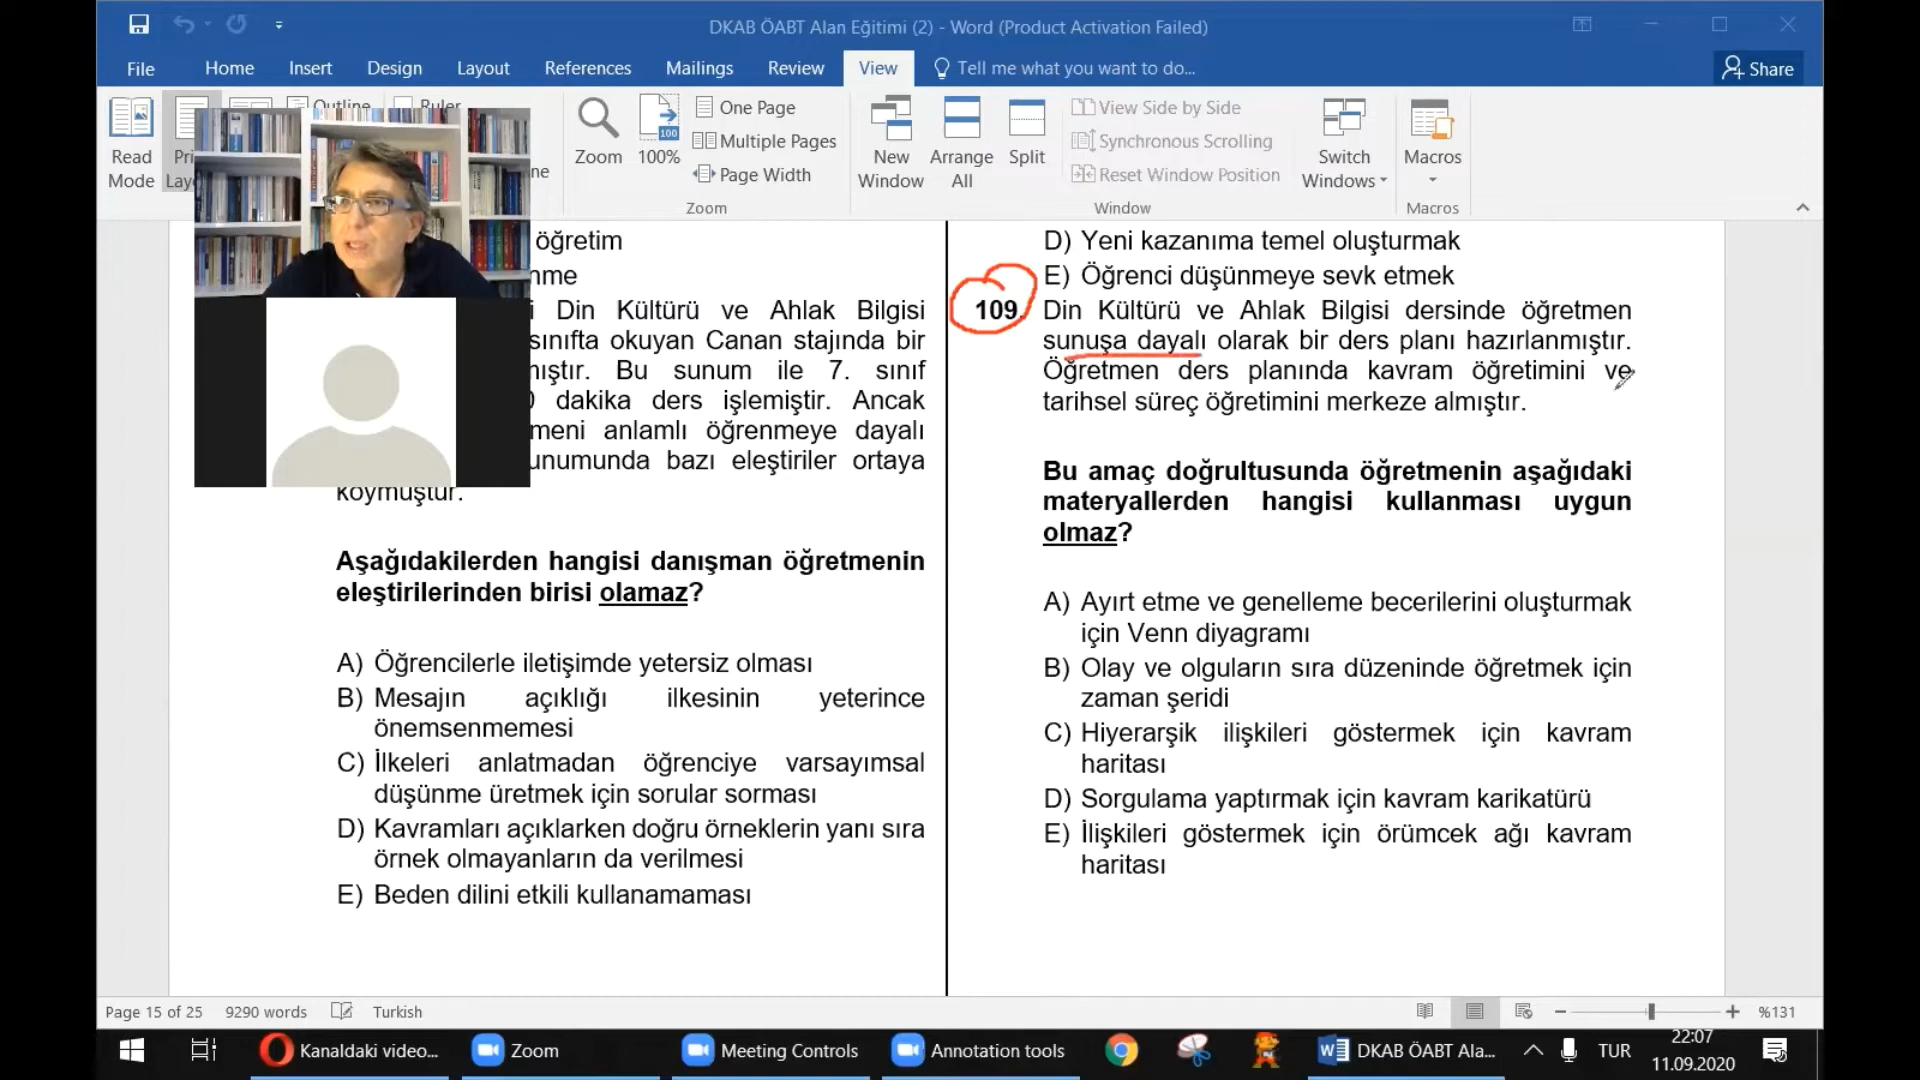 DKAB ÖABT Alan Eğitimi (2) - Word (Product Activation Failed)
File Home Insert Design Layout References Mailings Review View Tell me what you want to do... Share
Read Mode
Outline
Ruler
Zoom
100%
One Page
Multiple Pages
Page Width
Zoom
New Window
Arrange All
Split
View Side by Side
Synchronous Scrolling
Reset Window Position
Window
Switch Windows
Macros
Macros
öğretim
nme
Din Kültürü ve Ahlak Bilgisi
sınıfta okuyan Canan stajında bir
mıştır. Bu sunum ile 7. sınıf
dakika ders işlemiştir. Ancak
meni anlamlı öğrenmeye dayalı
unumunda bazı eleştiriler ortaya
koymuştur.
Aşağıdakilerden hangisi danışman öğretmenin
eleştirilerinden birisi olamaz?
A) Öğrencilerle iletişimde yetersiz olması
B) Mesajın açıklığı ilkesinin yeterince
önemsenmemesi
C) İlkeleri anlatmadan öğrenciye varsayımsal
düşünme üretmek için sorular sorması
D) Kavramları açıklarken doğru örneklerin yanı sıra
örnek olmayanların da verilmesi
E) Beden dilini etkili kullanamaması
D) Yeni kazanıma temel oluşturmak
E) Öğrenci düşünmeye sevk etmek
109. Din Kültürü ve Ahlak Bilgisi dersinde öğretmen
sunuşa dayalı olarak bir ders planı hazırlanmıştır.
Öğretmen ders planında kavram öğretimini ve
tarihsel süreç öğretimini merkeze almıştır.
Bu amaç doğrultusunda öğretmenin aşağıdaki
materyallerden hangisi kullanması uygun
olmaz?
A) Ayırt etme ve genelleme becerilerini oluşturmak
için Venn diyagramı
B) Olay ve olguların sıra düzeninde öğretmek için
zaman şeridi
C) Hiyerarşik ilişkileri göstermek için kavram
haritası
D) Sorgulama yaptırmak için kavram karikatürü
E) İlişkileri göstermek için örümcek ağı kavram
haritası
Page 15 of 25 9290 words Turkish %131
Kanaldaki video... Zoom Meeting Controls Annotation tools DKAB ÖABT Ala... TUR 22:07
11.09.2020